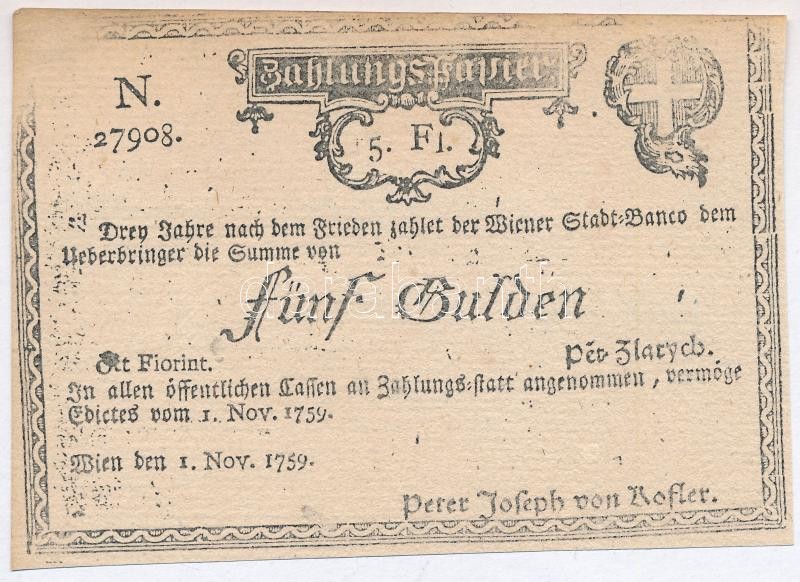 Zahlungs-Papier
N.
27908.
5. Fl.
Drey Jahre nach dem Frieden zahlet der Wiener Stadt-Banco dem
Ueberbringer die Summe von
fünf Gulden
Ött Fiorint. Pět Zlatych.
In allen öffentlichen Cassen an Zahlungs-statt angenommen, vermöge
Edictes vom 1. Nov. 1759.
Wien den 1. Nov. 1759.
Peter Joseph von Kofler.